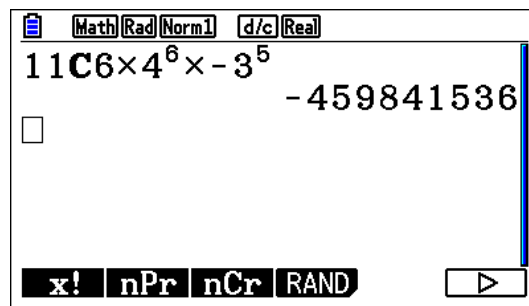 Math Rad Norm1 d/c Real
11C6×4⁶×-3⁵
-459841536
x! nPr nCr RAND